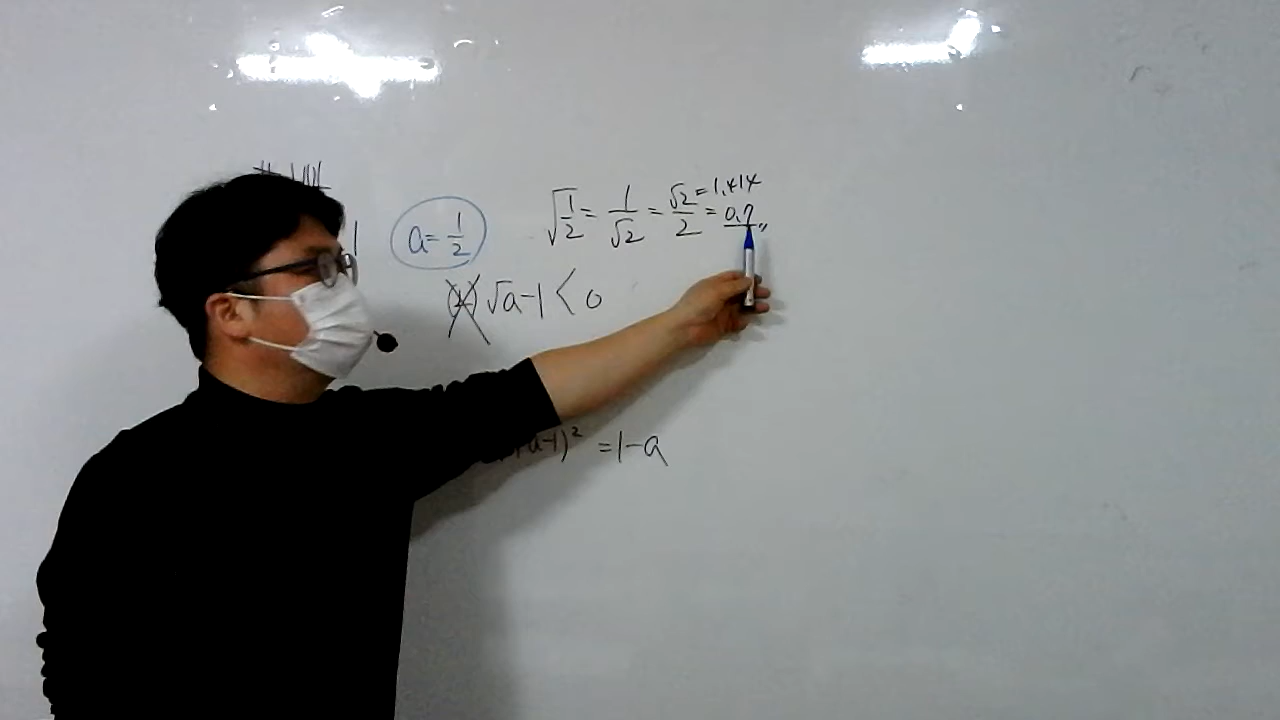 a = 1/2
√(1/2) = 1/√2 = √2/2 = 0.7,,
= 1.414
√a-1 < 0
a-1)² = 1-a